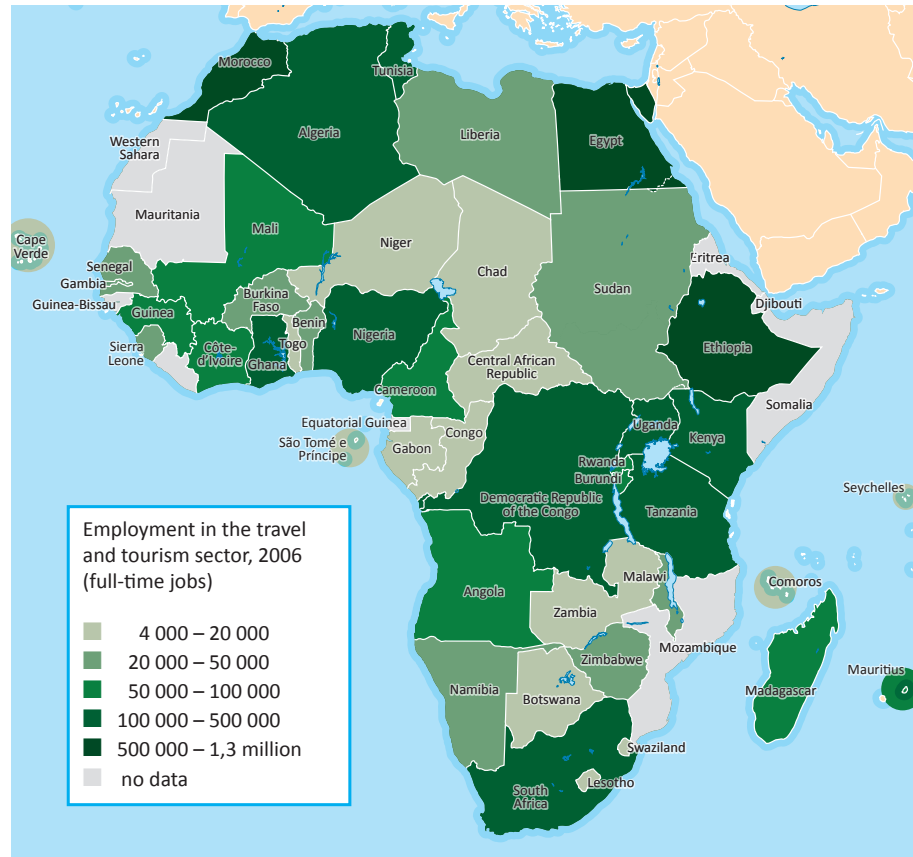 Morocco
Tunisia
Algeria
Liberia
Egypt
Western
Sahara
Mauritania
Mali
Niger
Chad
Sudan
Eritrea
Djibouti
Cape
Verde
Senegal
Gambia
Guinea-Bissau
Guinea
Sierra
Leone
Côte-
d'Ivoire
Burkina
Faso
Ghana
Togo
Benin
Nigeria
Cameroon
Central African
Republic
Ethiopia
Somalia
Equatorial Guinea
São Tomé e
Príncipe
Gabon
Congo
Uganda
Kenya
Rwanda
Burundi
Democratic Republic
of the Congo
Tanzania
Seychelles
Comoros
Angola
Zambia
Malawi
Mozambique
Zimbabwe
Namibia
Botswana
Madagascar
Mauritius
Swaziland
Lesotho
South
Africa
Employment in the travel
and tourism sector, 2006
(full-time jobs)
4 000 – 20 000
20 000 – 50 000
50 000 – 100 000
100 000 – 500 000
500 000 – 1,3 million
no data